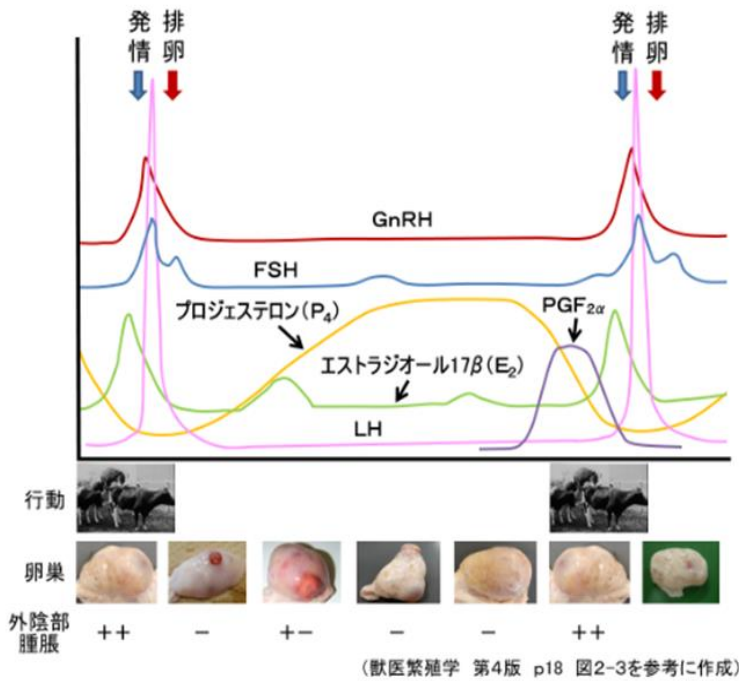 発情 排卵 発情 排卵
GnRH
FSH
プロジェステロン(P₄)
PGF₂α
エストラジオール17β(E₂)
LH
行動
卵巣
外陰部腫脹 ++ − +− − − ++
(獣医繁殖学 第4版 p18 図2-3を参考に作成)